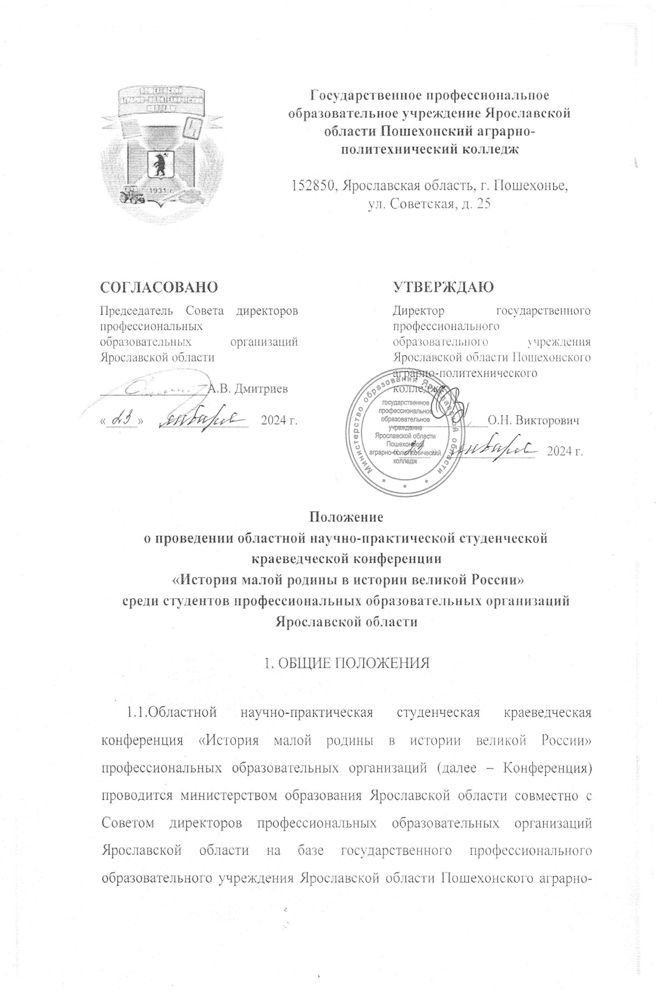 ПОШЕХОНСКИЙ
АГРАРНО-ПОЛИТЕХНИЧЕСКИЙ
КОЛЛЕДЖ
1931 г.
Государственное профессиональное
образовательное учреждение Ярославской
области Пошехонский аграрно-
политехнический колледж
152850, Ярославская область, г. Пошехонье,
ул. Советская, д. 25
СОГЛАСОВАНО
Председатель Совета директоров
профессиональных
образовательных организаций
Ярославской области
А.В. Дмитриев
«23» января 2024 г.
УТВЕРЖДАЮ
Директор государственного
профессионального
образовательного учреждения
Ярославской области Пошехонского
аграрно-политехнического
колледжа
О.Н. Викторович
«23» января 2024 г.
Министерство образования Ярославской области
государственное
профессиональное
образовательное
учреждение
Ярославской области
Пошехонский
аграрно-политехнический
колледж
Положение
о проведении областной научно-практической студенческой
краеведческой конференции
«История малой родины в истории великой России»
среди студентов профессиональных образовательных организаций
Ярославской области
1. ОБЩИЕ ПОЛОЖЕНИЯ
1.1.Областной научно-практическая студенческая краеведческая
конференция «История малой родины в истории великой России»
профессиональных образовательных организаций (далее – Конференция)
проводится министерством образования Ярославской области совместно с
Советом директоров профессиональных образовательных организаций
Ярославской области на базе государственного профессионального
образовательного учреждения Ярославской области Пошехонского аграрно-